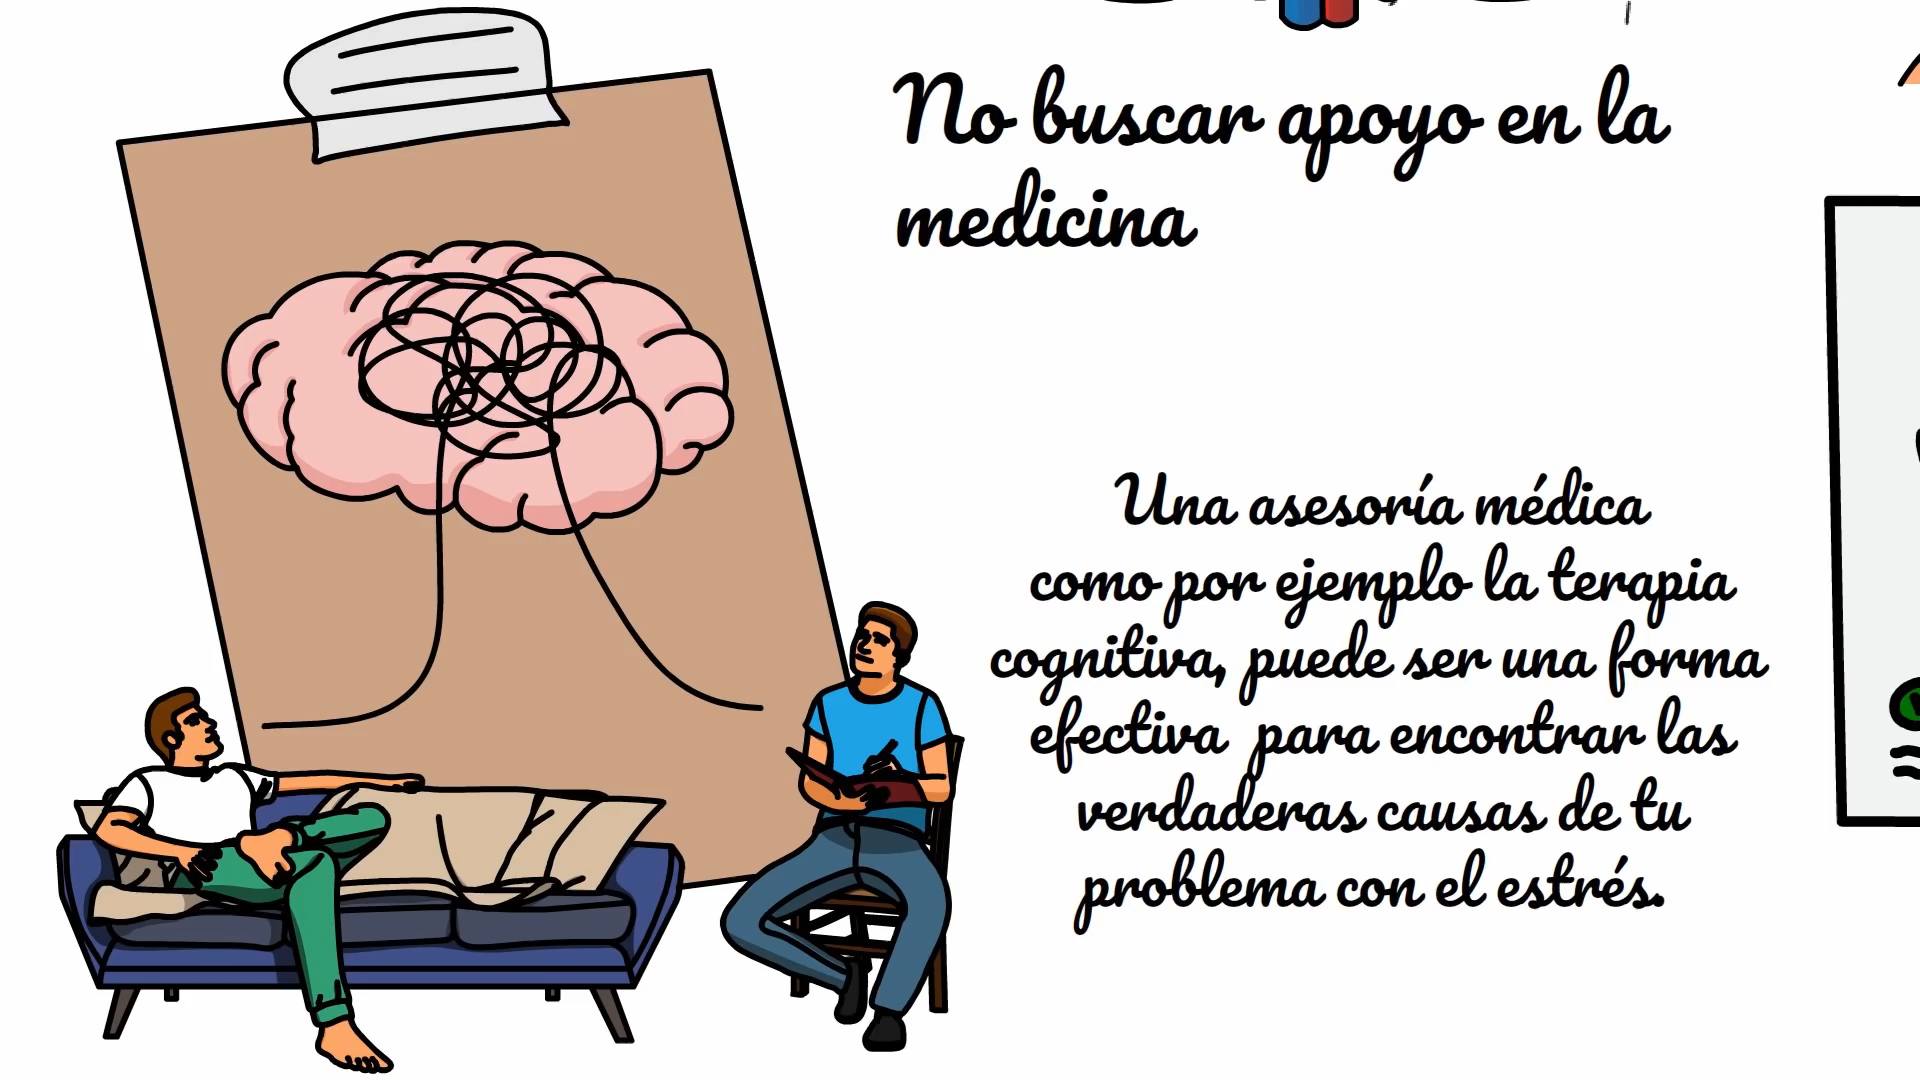 No buscar apoyo en la
medicina
Una asesoría médica
como por ejemplo la terapia
cognitiva, puede ser una forma
efectiva para encontrar las
verdaderas causas de tu
problema con el estrés.